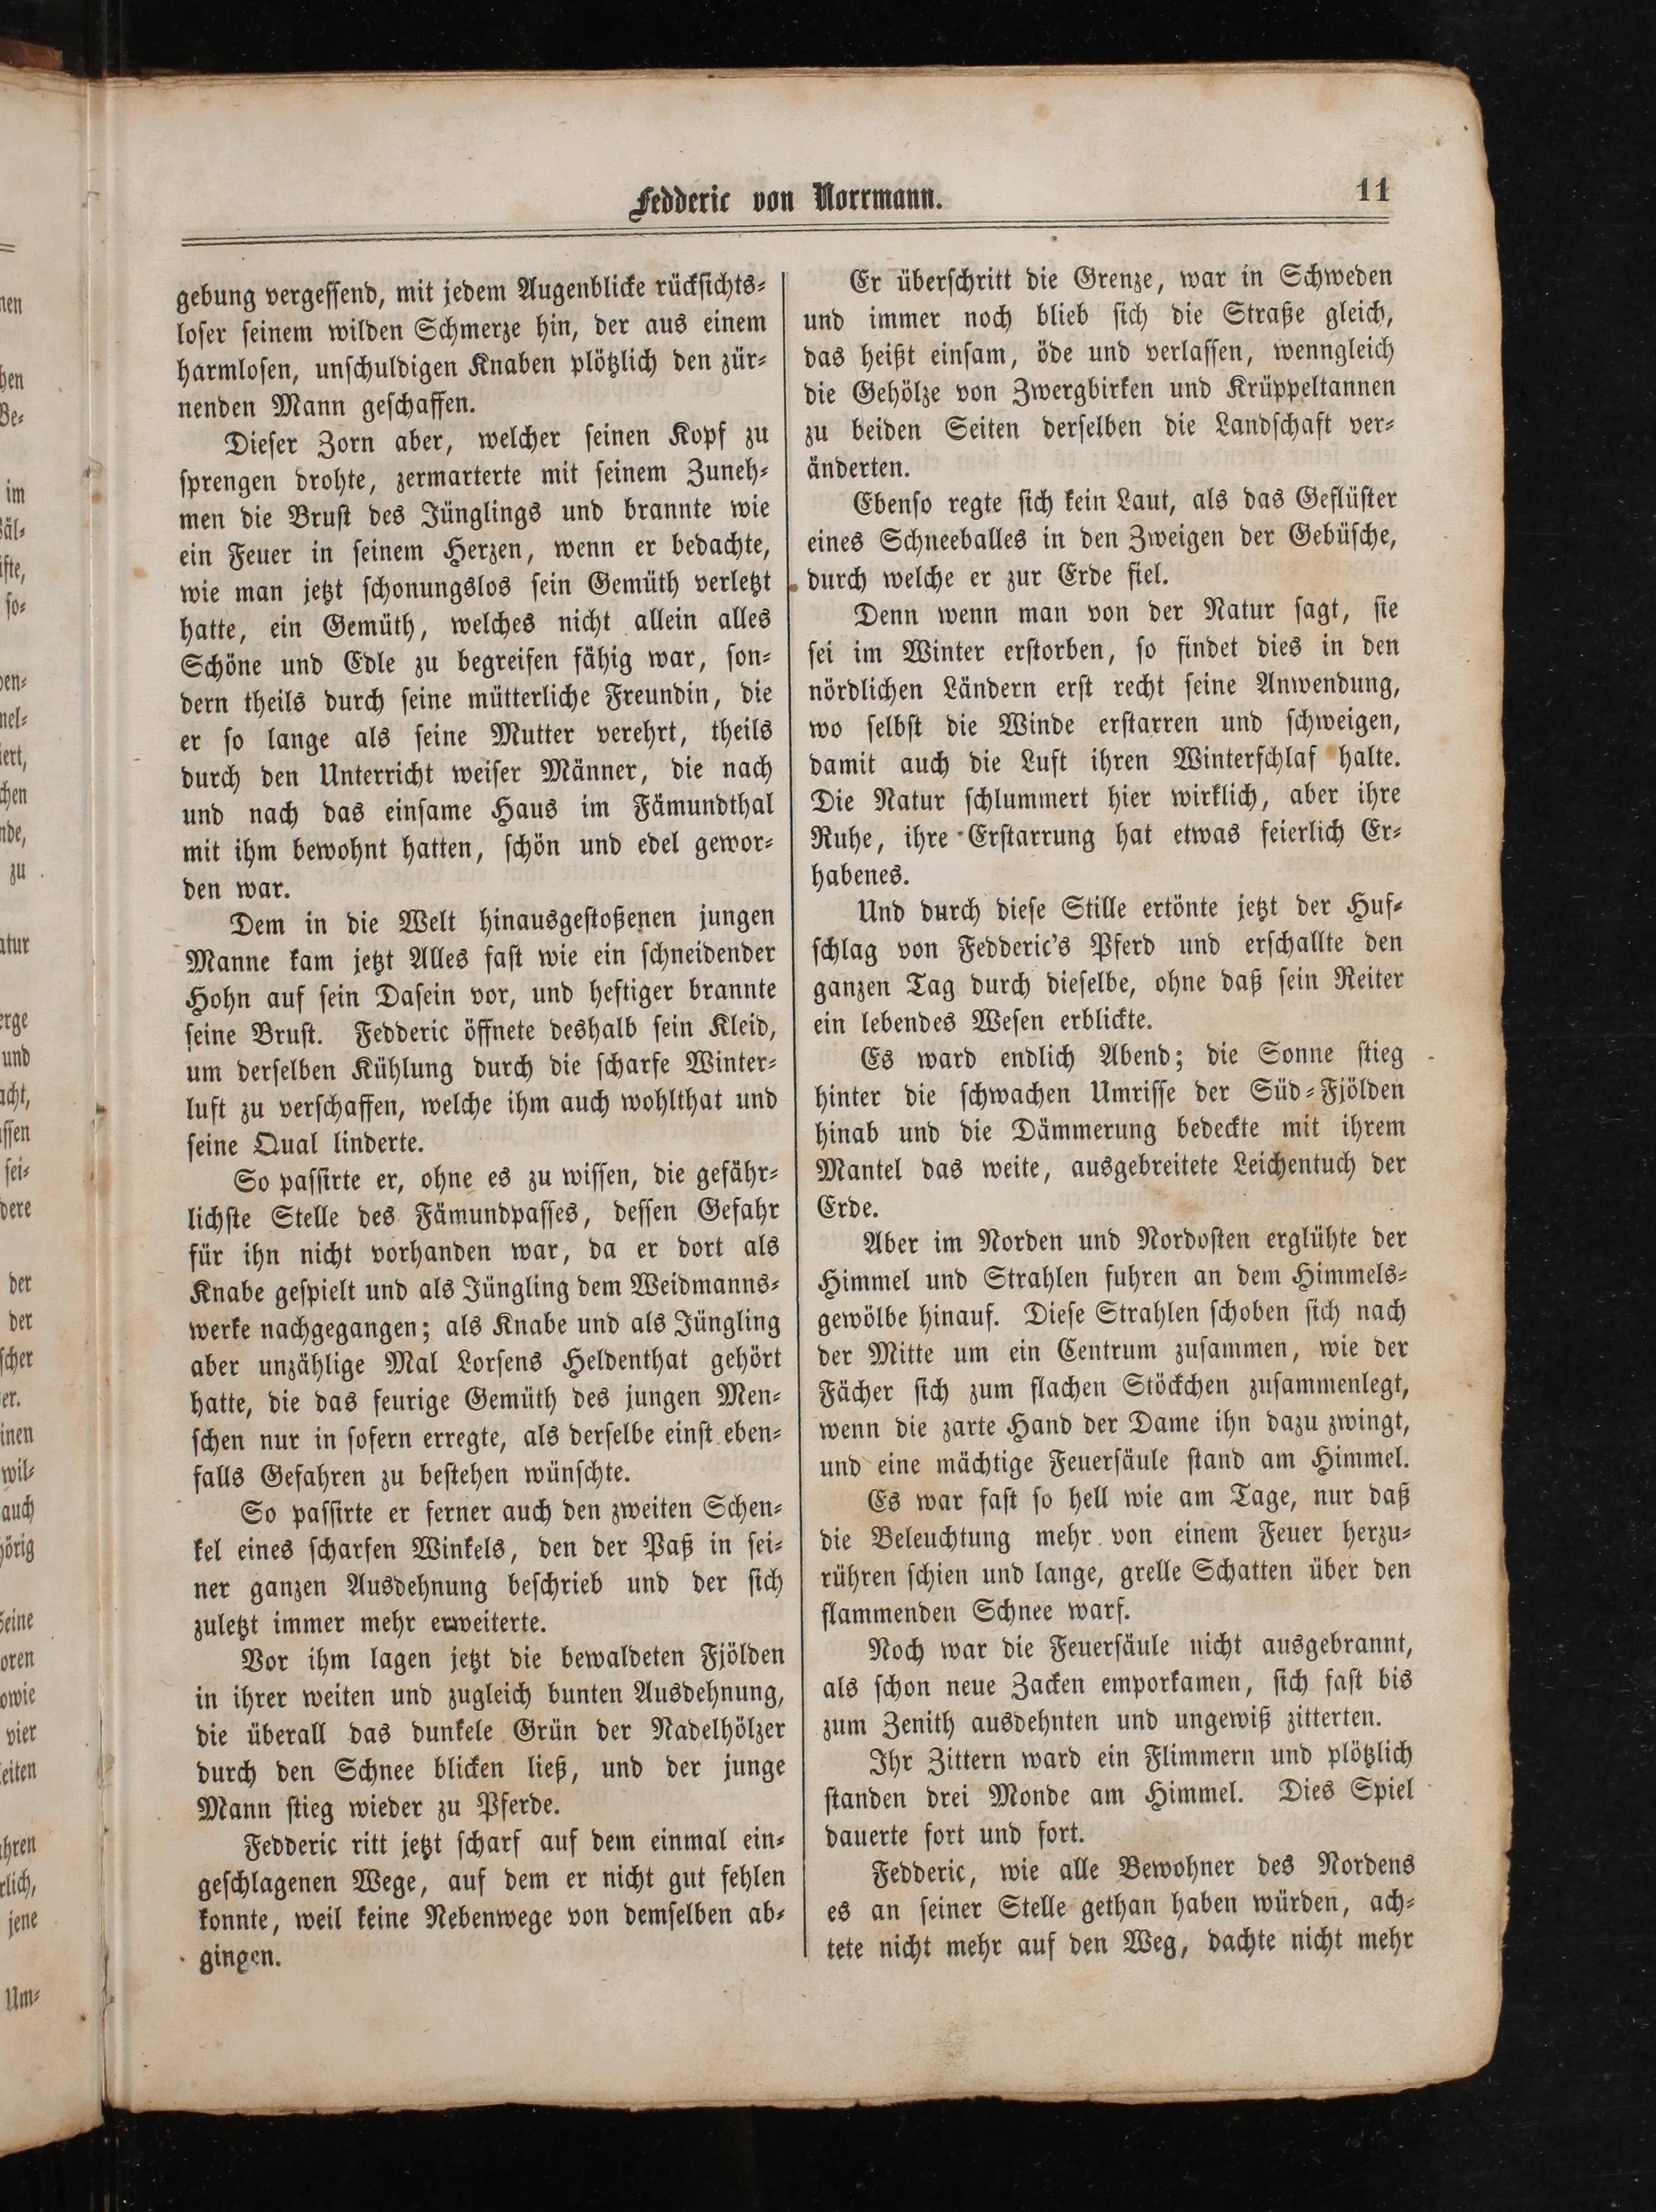 Fedderic von Norrmann.
11
gebung vergessend, mit jedem Augenblicke rücksichts-
loser seinem wilden Schmerze hin, der aus einem
harmlosen, unschuldigen Knaben plötzlich den zür-
nenden Mann geschaffen.
Dieser Zorn aber, welcher seinen Kopf zu
sprengen drohte, zermarterte mit seinem Zuneh-
men die Brust des Jünglings und brannte wie
ein Feuer in seinem Herzen, wenn er bedachte,
wie man jetzt schonungslos sein Gemüth verletzt
hatte, ein Gemüth, welches nicht allein alles
Schöne und Edle zu begreifen fähig war, son-
dern theils durch seine mütterliche Freundin, die
er so lange als seine Mutter verehrt, theils
durch den Unterricht weiser Männer, die nach
und nach das einsame Haus im Fämundthal
mit ihm bewohnt hatten, schön und edel gewor-
den war.
Dem in die Welt hinausgestoßenen jungen
Manne kam jetzt Alles fast wie ein schneidender
Hohn auf sein Dasein vor, und heftiger brannte
seine Brust. Fedderic öffnete deshalb sein Kleid,
um derselben Kühlung durch die scharfe Winter-
luft zu verschaffen, welche ihm auch wohlthat und
seine Qual linderte.
So passirte er, ohne es zu wissen, die gefähr-
lichste Stelle des Fämundpasses, dessen Gefahr
für ihn nicht vorhanden war, da er dort als
Knabe gespielt und als Jüngling dem Weidmanns-
werke nachgegangen; als Knabe und als Jüngling
aber unzählige Mal Lorsens Heldenthat gehört
hatte, die das feurige Gemüth des jungen Men-
schen nur in sofern erregte, als derselbe einst eben-
falls Gefahren zu bestehen wünschte.
So passirte er ferner auch den zweiten Schen-
kel eines scharfen Winkels, den der Paß in sei-
ner ganzen Ausdehnung beschrieb und der sich
zuletzt immer mehr erweiterte.
Vor ihm lagen jetzt die bewaldeten Fjölden
in ihrer weiten und zugleich bunten Ausdehnung,
die überall das dunkele Grün der Nadelhölzer
durch den Schnee blicken ließ, und der junge
Mann stieg wieder zu Pferde.
Fedderic ritt jetzt scharf auf dem einmal ein-
geschlagenen Wege, auf dem er nicht gut fehlen
konnte, weil keine Nebenwege von demselben ab-
gingen.
Er überschritt die Grenze, war in Schweden
und immer noch blieb sich die Straße gleich,
das heißt einsam, öde und verlassen, wenngleich
die Gehölze von Zwergbirken und Krüppeltannen
zu beiden Seiten derselben die Landschaft ver-
änderten.
Ebenso regte sich kein Laut, als das Geflüster
eines Schneeballes in den Zweigen der Gebüsche,
durch welche er zur Erde fiel.
Denn wenn man von der Natur sagt, sie
sei im Winter erstorben, so findet dies in den
nördlichen Ländern erst recht seine Anwendung,
wo selbst die Winde erstarren und schweigen,
damit auch die Luft ihren Winterschlaf halte.
Die Natur schlummert hier wirklich, aber ihre
Ruhe, ihre Erstarrung hat etwas feierlich Er-
habenes.
Und durch diese Stille ertönte jetzt der Huf-
schlag von Fedderic's Pferd und erschallte den
ganzen Tag durch dieselbe, ohne daß sein Reiter
ein lebendes Wesen erblickte.
Es ward endlich Abend; die Sonne stieg
hinter die schwachen Umrisse der Süd-Fjölden
hinab und die Dämmerung bedeckte mit ihrem
Mantel das weite, ausgebreitete Leichentuch der
Erde.
Aber im Norden und Nordosten erglühte der
Himmel und Strahlen fuhren an dem Himmels-
gewölbe hinauf. Diese Strahlen schoben sich nach
der Mitte um ein Centrum zusammen, wie der
Fächer sich zum flachen Stöckchen zusammenlegt,
wenn die zarte Hand der Dame ihn dazu zwingt,
und eine mächtige Feuersäule stand am Himmel.
Es war fast so hell wie am Tage, nur daß
die Beleuchtung mehr von einem Feuer herzu-
rühren schien und lange, grelle Schatten über den
flammenden Schnee warf.
Noch war die Feuersäule nicht ausgebrannt,
als schon neue Zacken emporkamen, sich fast bis
zum Zenith ausdehnten und ungewiß zitterten.
Ihr Zittern ward ein Flimmern und plötzlich
standen drei Monde am Himmel. Dies Spiel
dauerte fort und fort.
Fedderic, wie alle Bewohner des Nordens
es an seiner Stelle gethan haben würden, ach-
tete nicht mehr auf den Weg, dachte nicht mehr